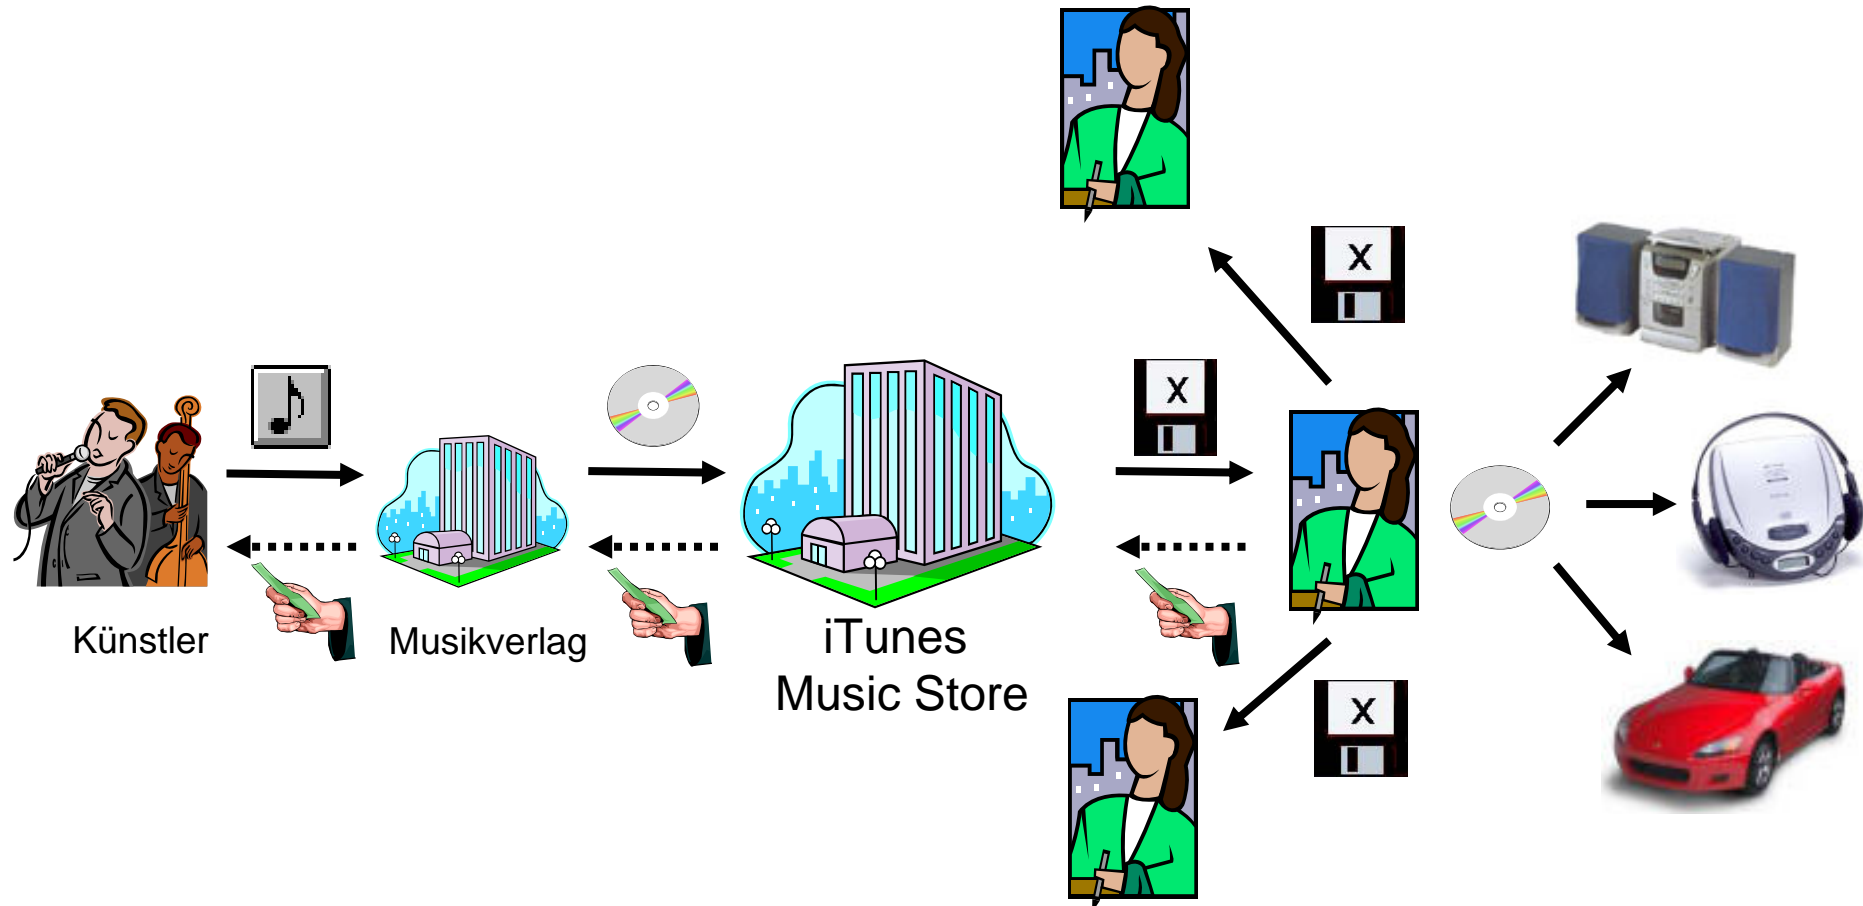 X
X
Künstler
Musikverlag
iTunes
Music Store
X